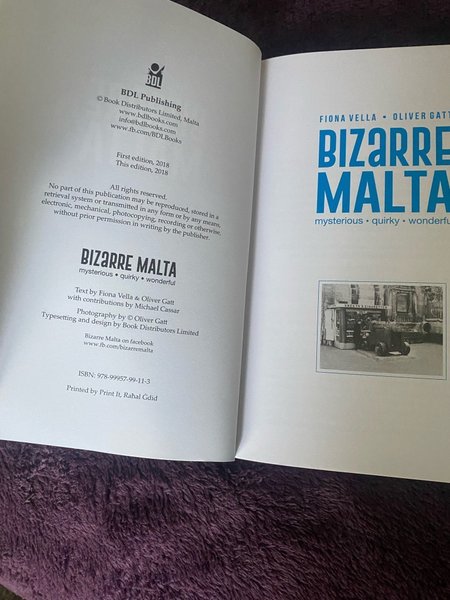 BDL
BDL Publishing
© Book Distributors Limited, Malta
www.bdlbooks.com
info@bdlbooks.com
www.fb.com/BDLBooks
First edition, 2018
This edition, 2018
All rights reserved.
No part of this publication may be reproduced, stored in a
retrieval system or transmitted in any form or by any means,
electronic, mechanical, photocopying, recording or otherwise,
without prior permission in writing by the publisher.
BIZARRE MALTA
mysterious • quirky • wonderful
Text by Fiona Vella & Oliver Gatt
with contributions by Michael Cassar
Photography by © Oliver Gatt
Typesetting and design by Book Distributors Limited
Bizarre Malta on facebook
www.fb.com/bizarremalta
ISBN: 978-99957-99-11-3
Printed by Print It, Raħal Ġdid
FIONA VELLA • OLIVER GATT
BIZARRE
MALTA
mysterious • quirky • wonderful